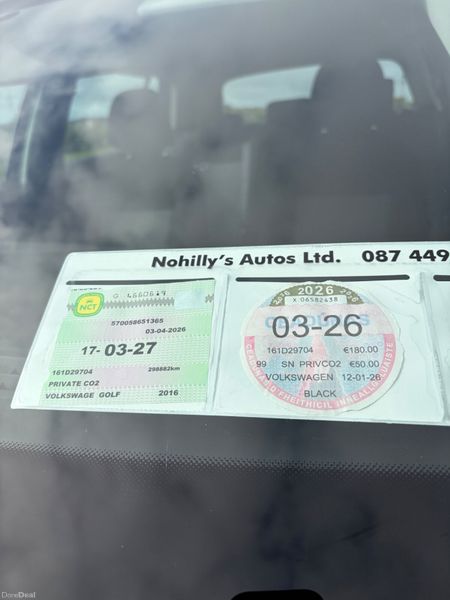 Nohilly's Autos Ltd. 087 449
NCT
570058651365
03-04-2026
17- 03-27
161D29704 298882km
PRIVATE CO2
VOLKSWAGE GOLF 2016
2026
X 06582438
03-26
161D29704 €180.00
99 SN PRIVCO2 €50.00
VOLKSWAGEN 12-01-26
BLACK
DoneDeal